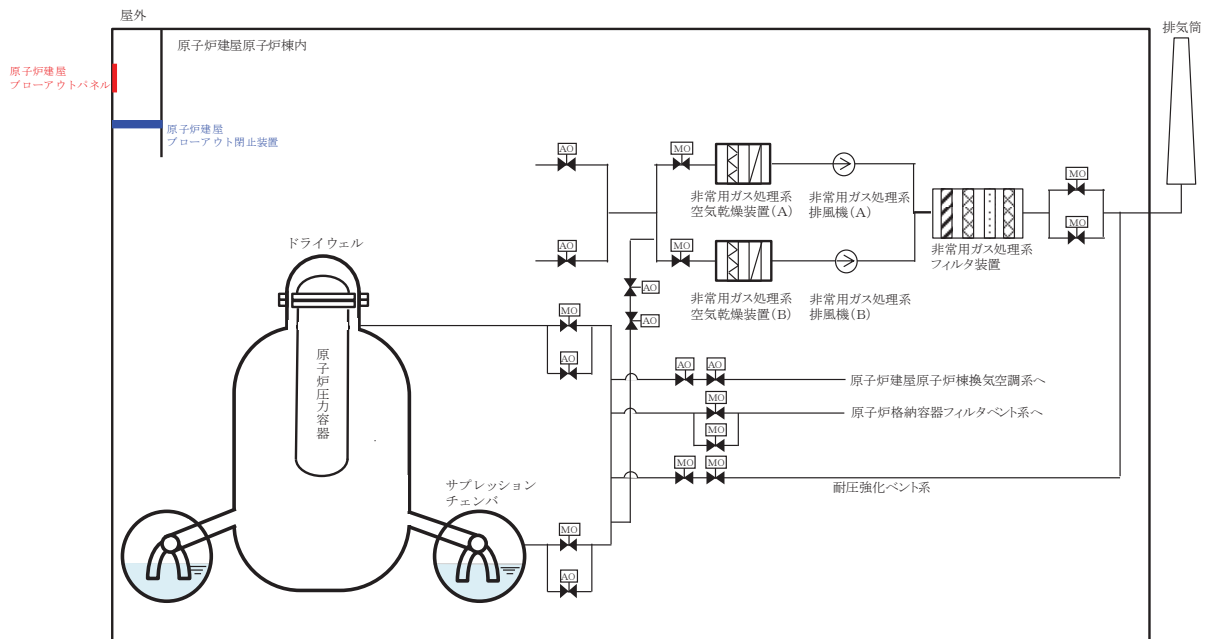 屋外
排気筒
原子炉建屋原子炉棟内
原子炉建屋
ブローアウトパネル
原子炉建屋
ブローアウト閉止装置
AO
MO
MO
非常用ガス処理系
空気乾燥装置(A)
非常用ガス処理系
排風機(A)
AO
MO
MO
非常用ガス処理系
フィルタ装置
ドライウェル
AO
非常用ガス処理系
空気乾燥装置(B)
非常用ガス処理系
排風機(B)
MO
AO
原子炉圧力容器
AO
AO
AO
原子炉建屋原子炉棟換気空調系へ
MO
原子炉格納容器フィルタベント系へ
MO
MO
MO
耐圧強化ベント系
サプレッション
チェンバ
MO
AO